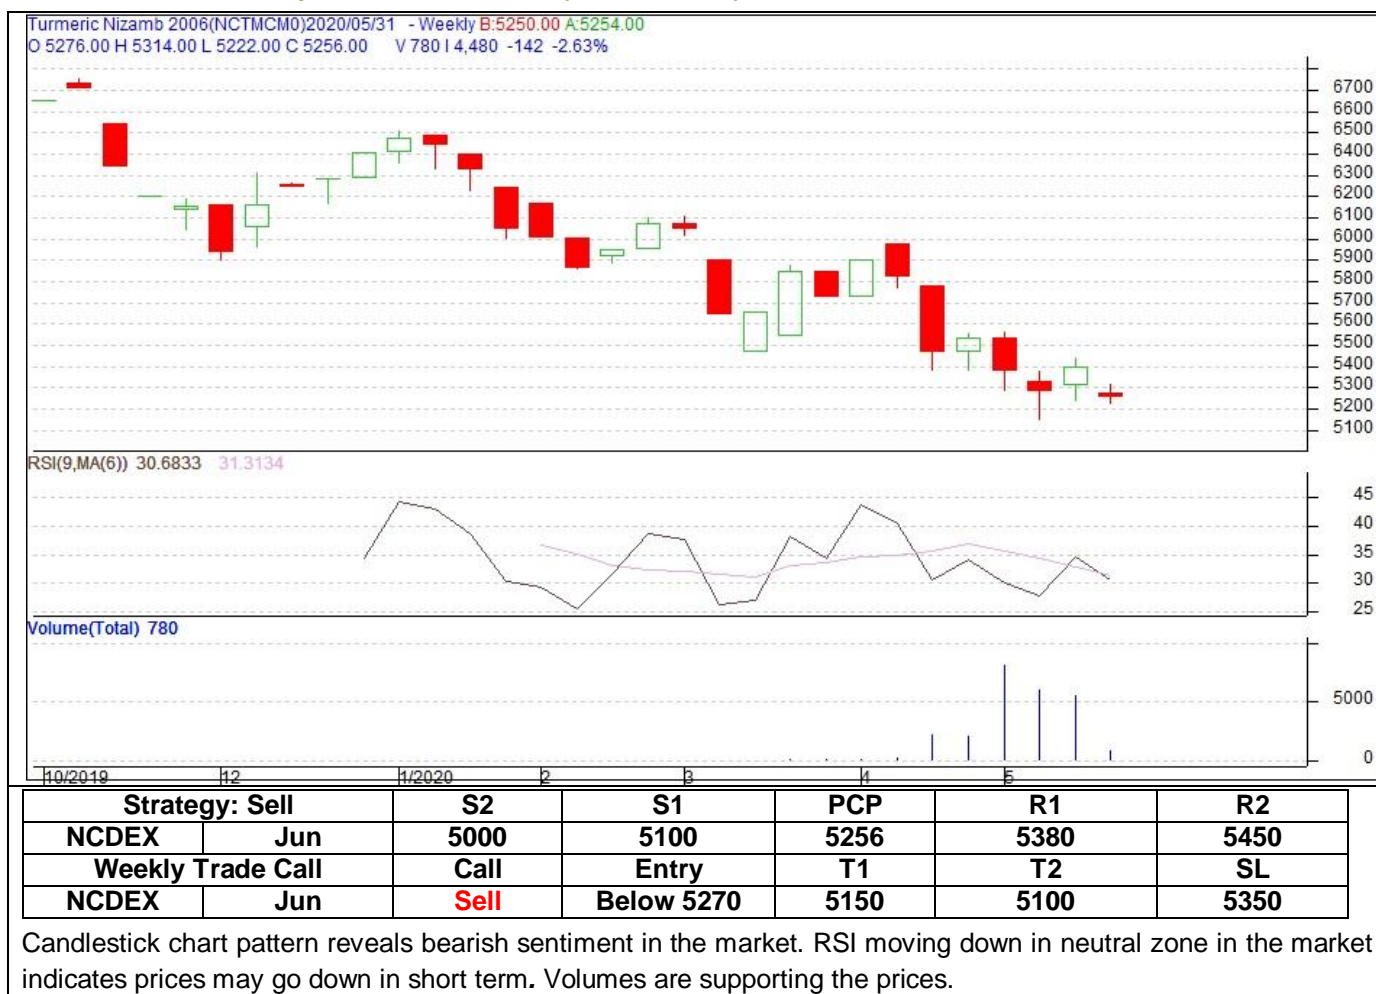 Turmeric Nizamb 2006(NCTMCM0)2020/05/31 - Weekly B:5250.00 A:5254.00
O 5276.00 H 5314.00 L 5222.00 C 5256.00 V 780 I 4,480 -142 -2.63%
6700
6600
6500
6400
6300
6200
6100
6000
5900
5800
5700
5600
5500
5400
5300
5200
5100
RSI(9,MA(6)) 30.6833 31.3134
45
40
35
30
25
Volume(Total) 780
5000
0
10/2019 12 1/2020 2 3 4 5
Strategy: Sell S2 S1 PCP R1 R2
NCDEX Jun 5000 5100 5256 5380 5450
Weekly Trade Call Call Entry T1 T2 SL
NCDEX Jun Sell Below 5270 5150 5100 5350
Candlestick chart pattern reveals bearish sentiment in the market. RSI moving down in neutral zone in the market
indicates prices may go down in short term. Volumes are supporting the prices.